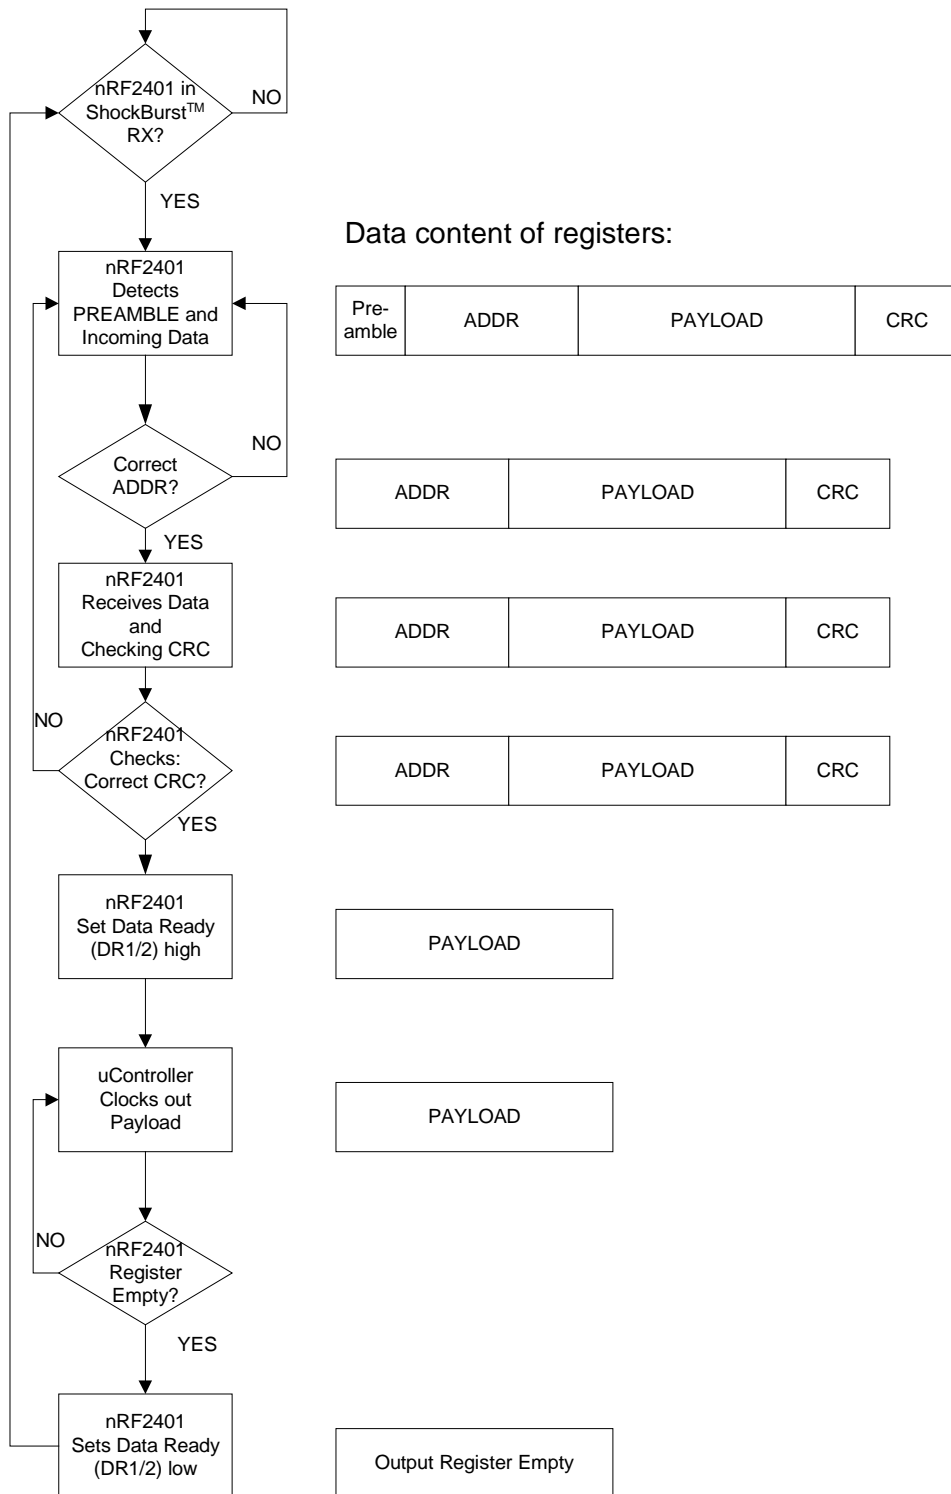 nRF2401 in
ShockBurst™
RX?
NO
YES
Data content of registers:
nRF2401
Detects
PREAMBLE and
Incoming Data
Pre-
amble
ADDR
PAYLOAD
CRC
NO
Correct
ADDR?
ADDR
PAYLOAD
CRC
YES
nRF2401
Receives Data
and
Checking CRC
ADDR
PAYLOAD
CRC
NO
nRF2401
Checks:
Correct CRC?
ADDR
PAYLOAD
CRC
YES
nRF2401
Set Data Ready
(DR1/2) high
PAYLOAD
uController
Clocks out
Payload
PAYLOAD
NO
nRF2401
Register
Empty?
YES
nRF2401
Sets Data Ready
(DR1/2) low
Output Register Empty